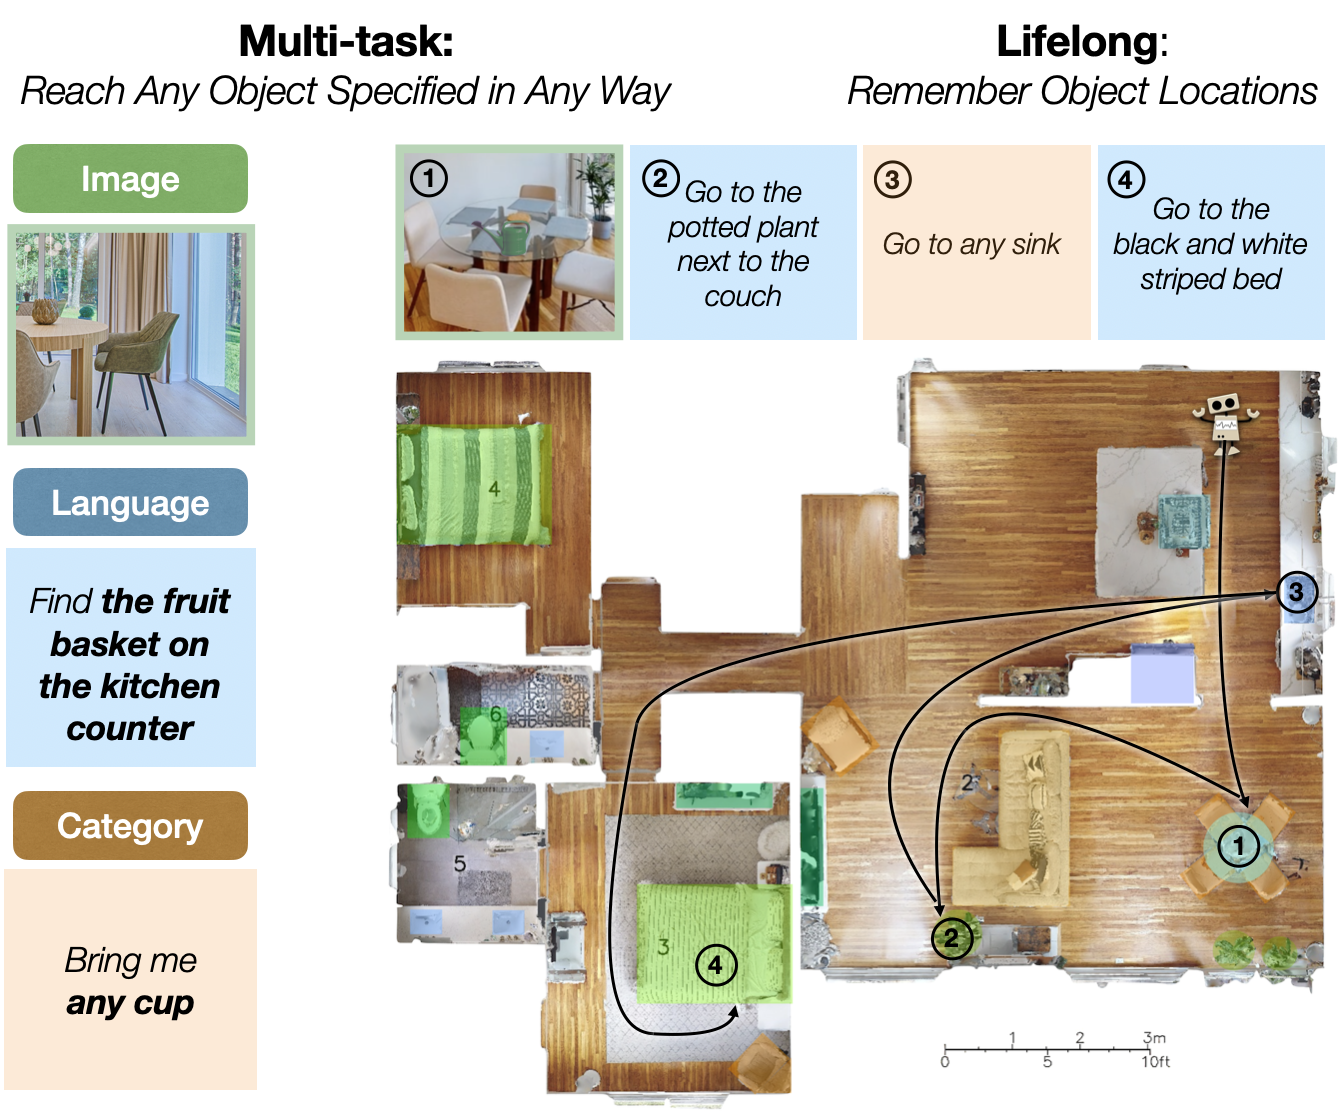 Multi-task:
Reach Any Object Specified in Any Way
Lifelong:
Remember Object Locations
Image
Language
Find the fruit
basket on
the kitchen
counter
Category
Bring me
any cup
1
2
Go to the
potted plant
next to the
couch
3
Go to any sink
4
Go to the
black and white
striped bed
4
3
6
2
1
5
2
3
4
1 2 3m
0 5 10ft